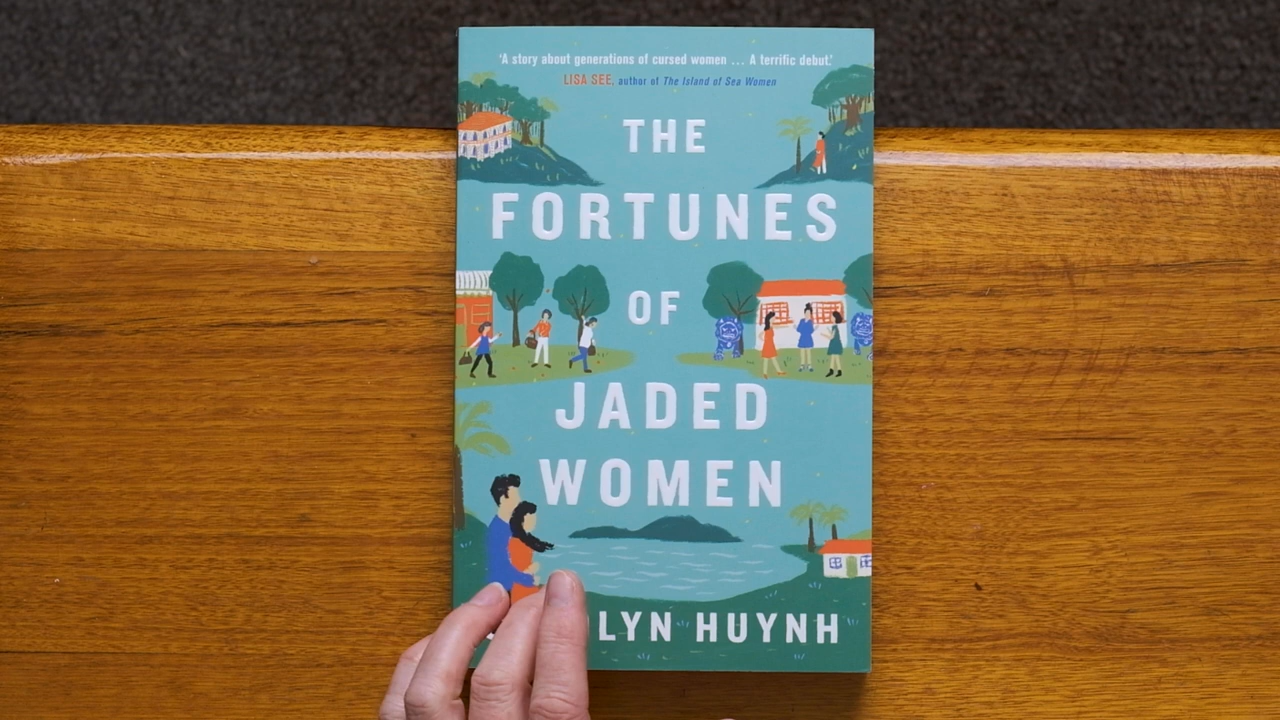 'A story about generations of cursed women ... A terrific debut.'
LISA SEE, author of The Island of Sea Women
THE
FORTUNES
OF
JADED
WOMEN
LYN HUYNH